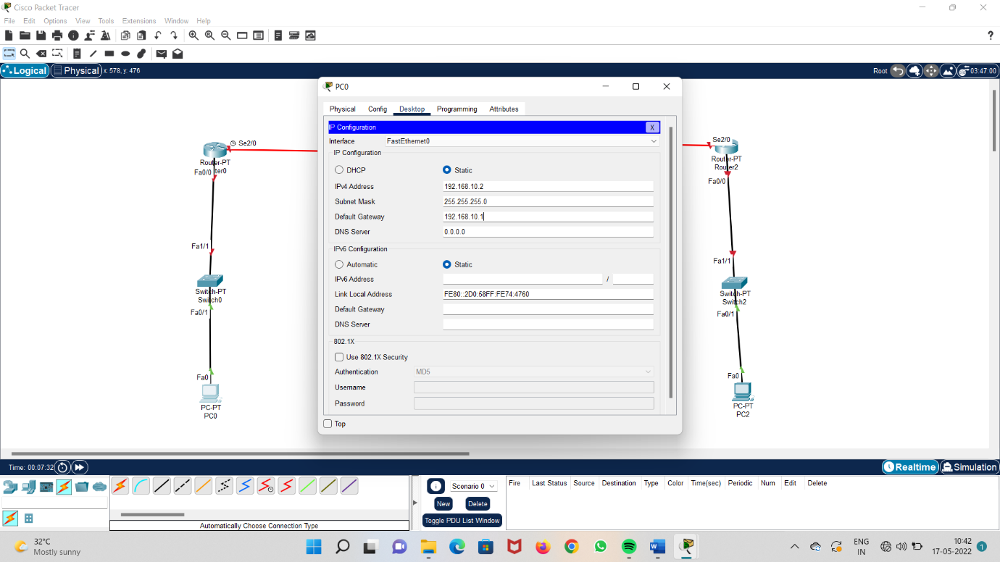 Cisco Packet Tracer
File Edit Options View Tools Extensions Window Help
?
Logical Physical x: 578, y: 476 Root 03:47:00
PC0
Physical Config Desktop Programming Attributes
IP Configuration X
Interface FastEthernet0
IP Configuration
DHCP Static
IPv4 Address 192.168.10.2
Subnet Mask 255.255.255.0
Default Gateway 192.168.10.1
DNS Server 0.0.0.0
IPv6 Configuration
Automatic Static
IPv6 Address /
Link Local Address FE80::2D0:58FF:FE74:4760
Default Gateway
DNS Server
802.1X
Use 802.1X Security
Authentication MD5
Username
Password
Top
Se2/0
Router-PT
ter0
Fa0/0
Fa1/1
Switch-PT
Switch0
Fa0/1
Fa0
PC-PT
PC0
Se2/0
Router-PT
Router2
Fa0/0
Fa1/1
Switch-PT
Switch2
Fa0/1
Fa0
PC-PT
PC2
Time: 00:07:32 Realtime Simulation
Automatically Choose Connection Type
Scenario 0
New Delete
Toggle PDU List Window
Fire Last Status Source Destination Type Color Time(sec) Periodic Num Edit Delete
32°C
Mostly sunny
ENG
IN
10:42
17-05-2022
1